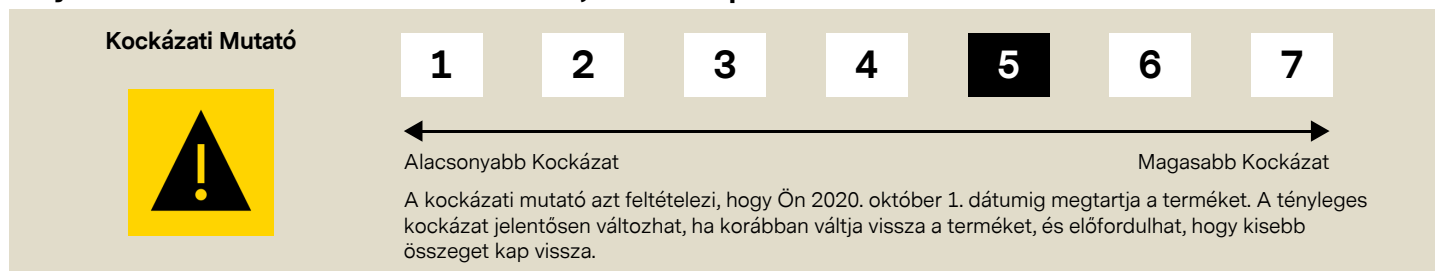 Kockázati Mutató
1 2 3 4 5 6 7
Alacsonyabb Kockázat Magasabb Kockázat
A kockázati mutató azt feltételezi, hogy Ön 2020. október 1. dátumig megtartja a terméket. A tényleges
kockázat jelentősen változhat, ha korábban váltja vissza a terméket, és előfordulhat, hogy kisebb
összeget kap vissza.